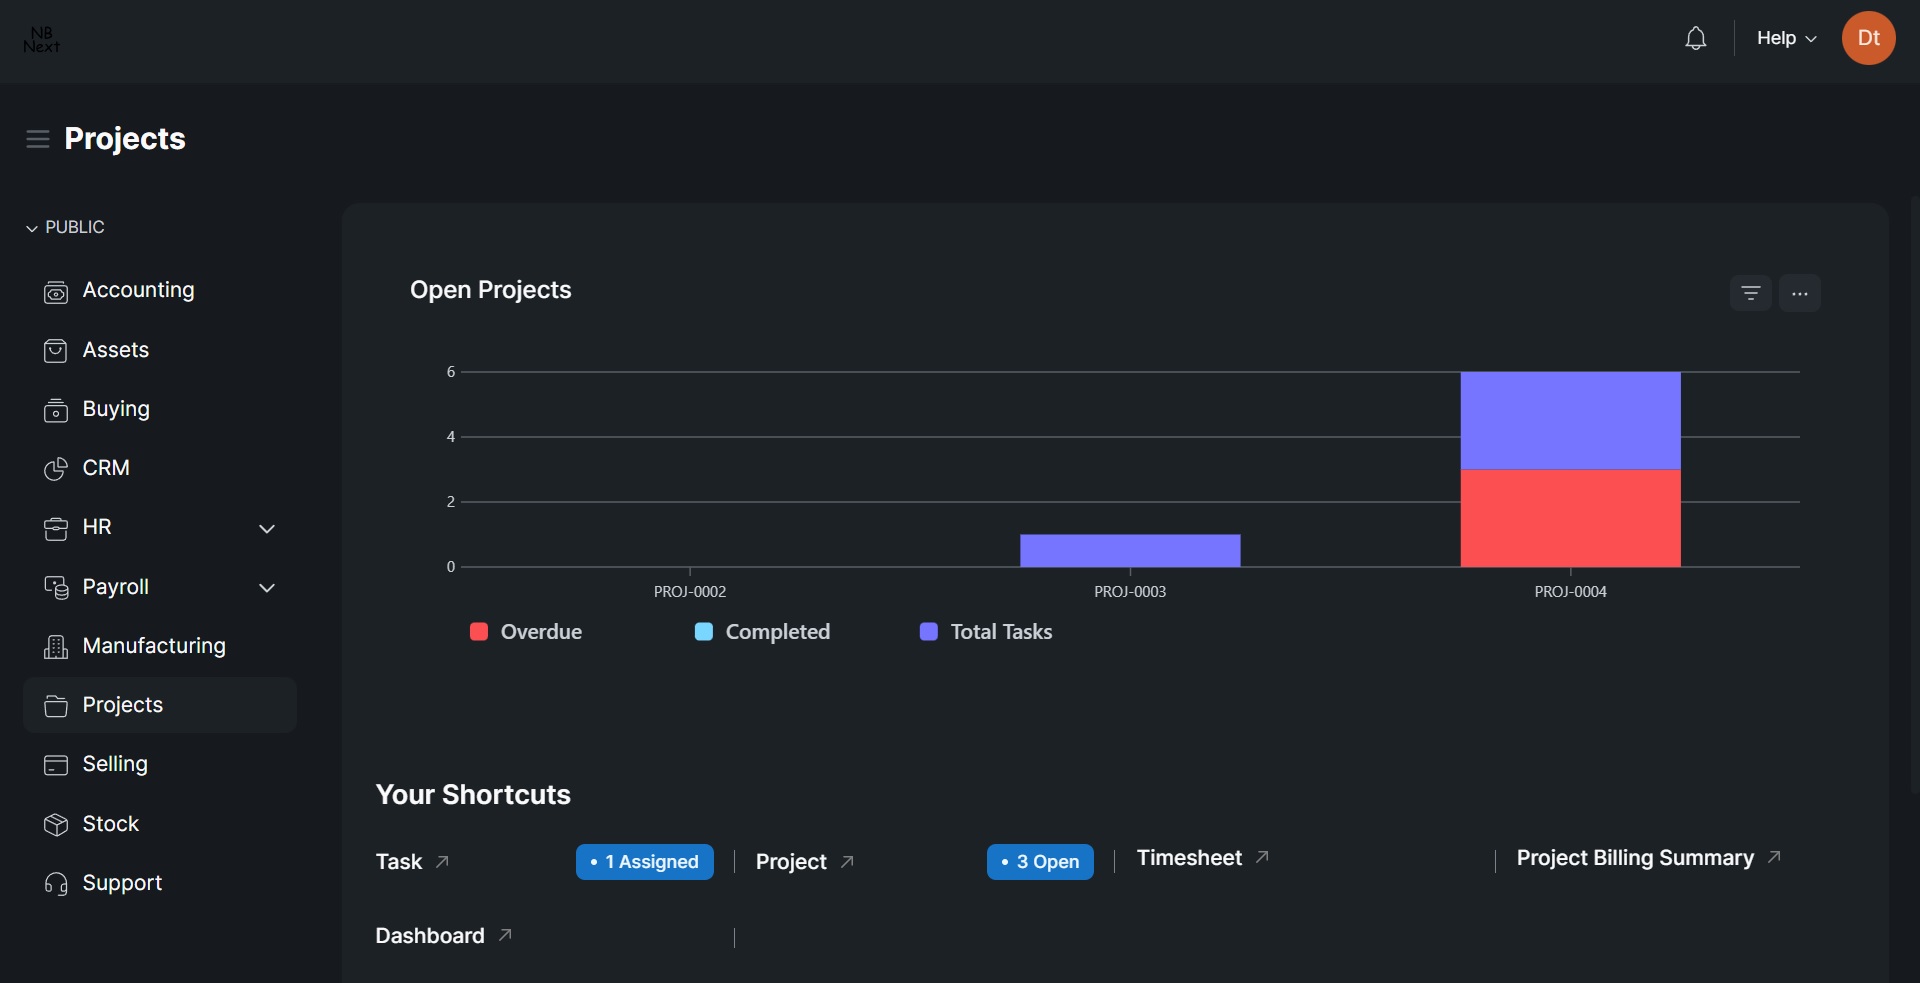 NB
Next
Help
Dt
Projects
PUBLIC
Accounting
Assets
Buying
CRM
HR
Payroll
Manufacturing
Projects
Selling
Stock
Support
Open Projects
6
4
2
0
PROJ-0002 PROJ-0003 PROJ-0004
Overdue Completed Total Tasks
Your Shortcuts
Task • 1 Assigned Project • 3 Open Timesheet Project Billing Summary
Dashboard